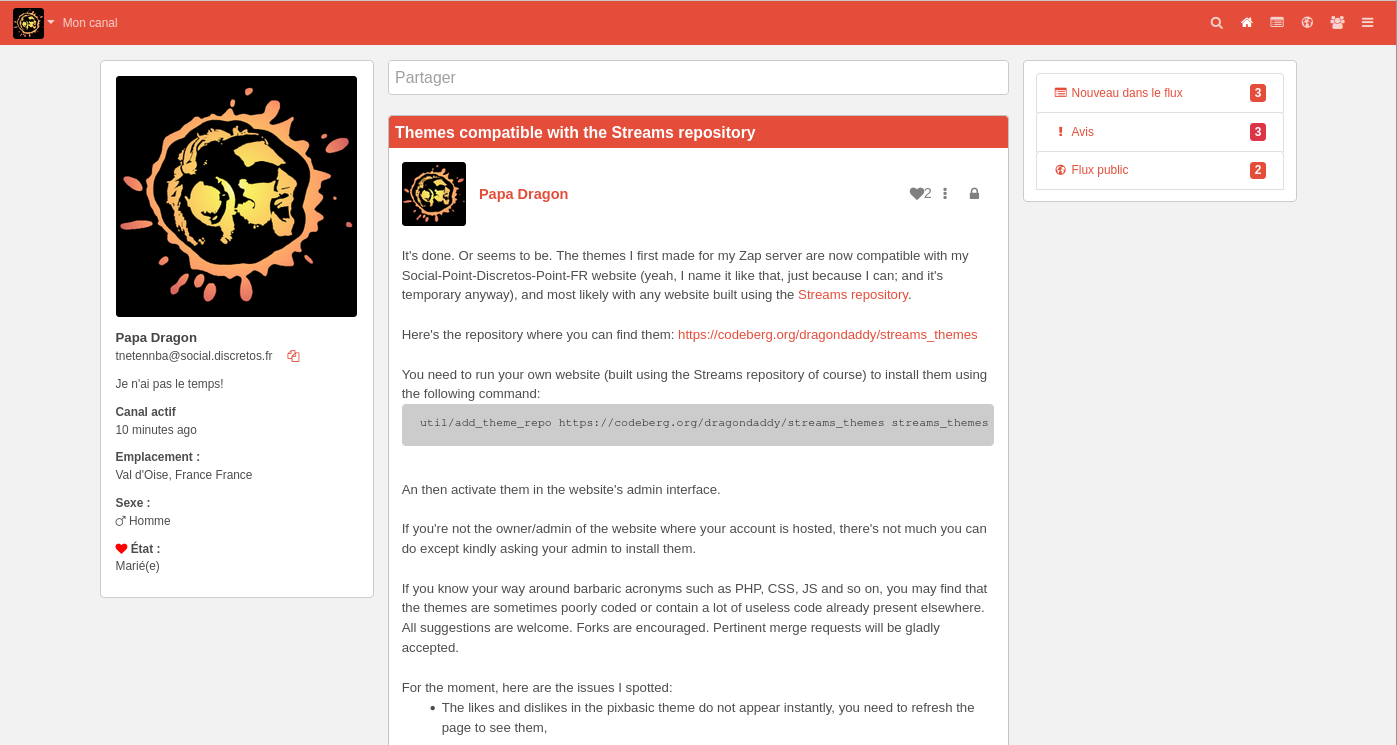 Mon canal
Papa Dragon
tnetennba@social.discretos.fr
Je n'ai pas le temps!
Canal actif
10 minutes ago
Emplacement :
Val d'Oise, France France
Sexe :
Homme
État :
Marié(e)
Partager
Themes compatible with the Streams repository
Papa Dragon
2
It's done. Or seems to be. The themes I first made for my Zap server are now compatible with my
Social-Point-Discretos-Point-FR website (yeah, I name it like that, just because I can; and it's
temporary anyway), and most likely with any website built using the Streams repository.
Here's the repository where you can find them: https://codeberg.org/dragondaddy/streams_themes
You need to run your own website (built using the Streams repository of course) to install them using
the following command:
util/add_theme_repo https://codeberg.org/dragondaddy/streams_themes streams_themes
An then activate them in the website's admin interface.
If you're not the owner/admin of the website where your account is hosted, there's not much you can
do except kindly asking your admin to install them.
If you know your way around barbaric acronyms such as PHP, CSS, JS and so on, you may find that
the themes are sometimes poorly coded or contain a lot of useless code already present elsewhere.
All suggestions are welcome. Forks are encouraged. Pertinent merge requests will be gladly
accepted.
For the moment, here are the issues I spotted:
• The likes and dislikes in the pixbasic theme do not appear instantly, you need to refresh the
page to see them,
Nouveau dans le flux 3
Avis 3
Flux public 2